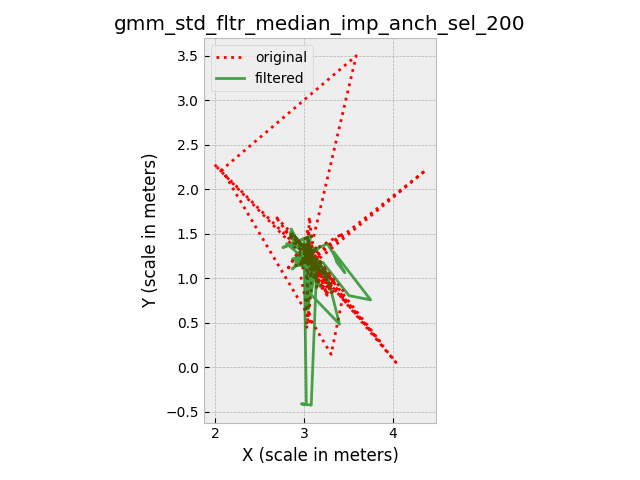 gmm_std_fltr_median_imp_anch_sel_200
original
filtered
3.5
3.0
2.5
2.0
1.5
1.0
0.5
0.0
−0.5
Y (scale in meters)
2 3 4
X (scale in meters)